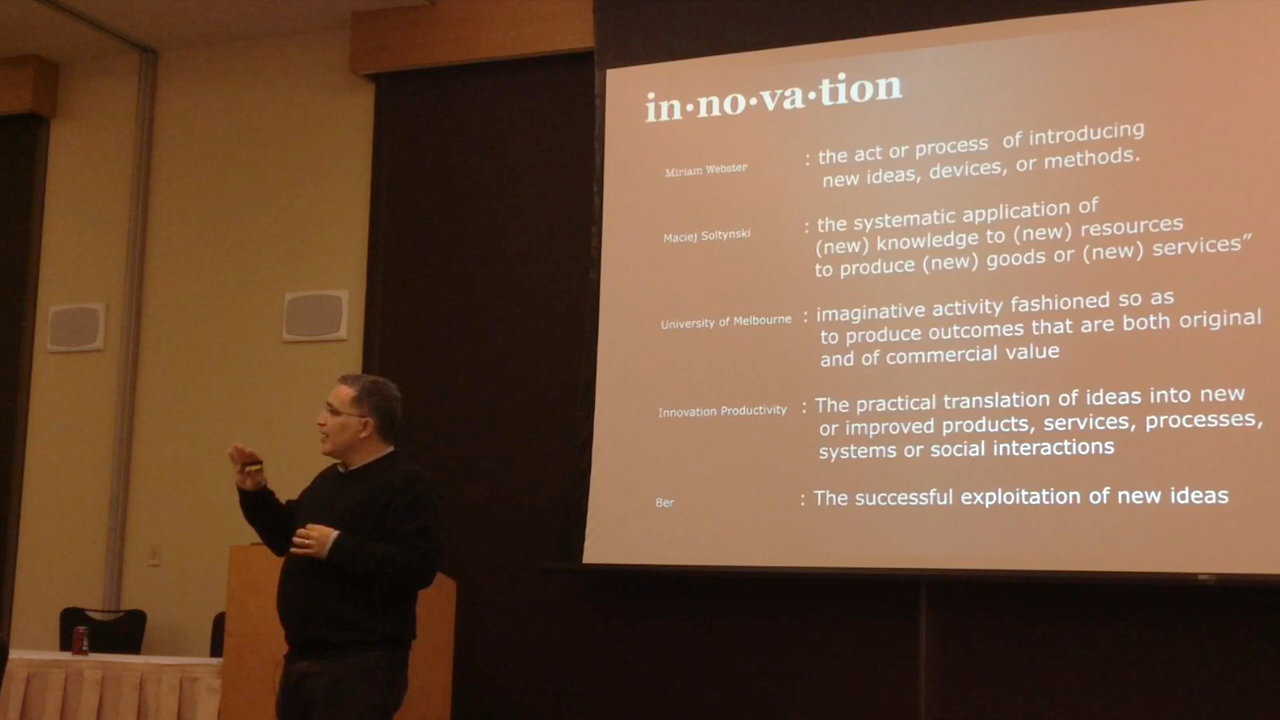 in·no·va·tion
Miriam Webster : the act or process of introducing
new ideas, devices, or methods.
Maciej Soltynski : the systematic application of
(new) knowledge to (new) resources
to produce (new) goods or (new) services”
University of Melbourne : imaginative activity fashioned so as
to produce outcomes that are both original
and of commercial value
Innovation Productivity : The practical translation of ideas into new
or improved products, services, processes,
systems or social interactions
Ber : The successful exploitation of new ideas